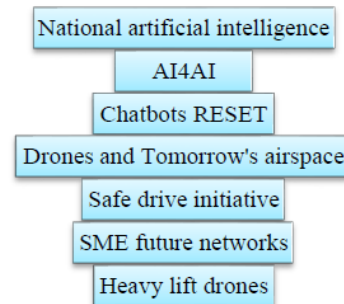 National artificial intelligence
AI4AI
Chatbots RESET
Drones and Tomorrow's airspace
Safe drive initiative
SME future networks
Heavy lift drones